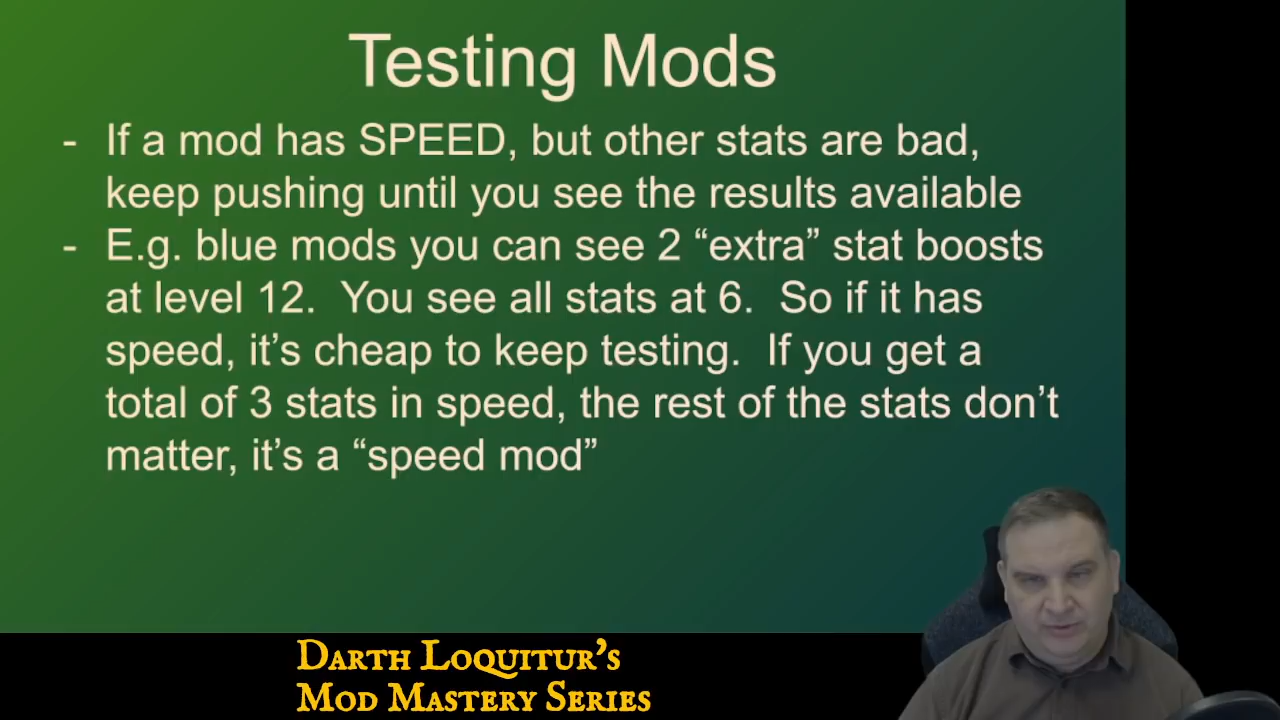 Testing Mods
- If a mod has SPEED, but other stats are bad,
keep pushing until you see the results available
- E.g. blue mods you can see 2 “extra” stat boosts
at level 12.  You see all stats at 6.  So if it has
speed, it’s cheap to keep testing.  If you get a
total of 3 stats in speed, the rest of the stats don’t
matter, it’s a “speed mod”
Darth Loquitur’s
Mod Mastery Series